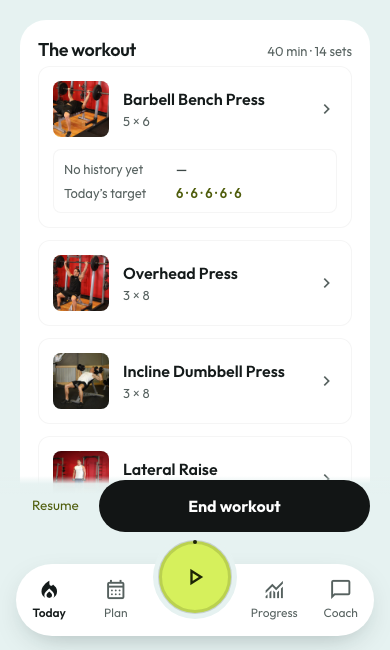 The workout
40 min · 14 sets
Barbell Bench Press
5 × 6
No history yet —
Today’s target 6·6·6·6·6
Overhead Press
3 × 8
Incline Dumbbell Press
3 × 8
Lateral Raise
Resume
End workout
Today
Plan
Progress
Coach